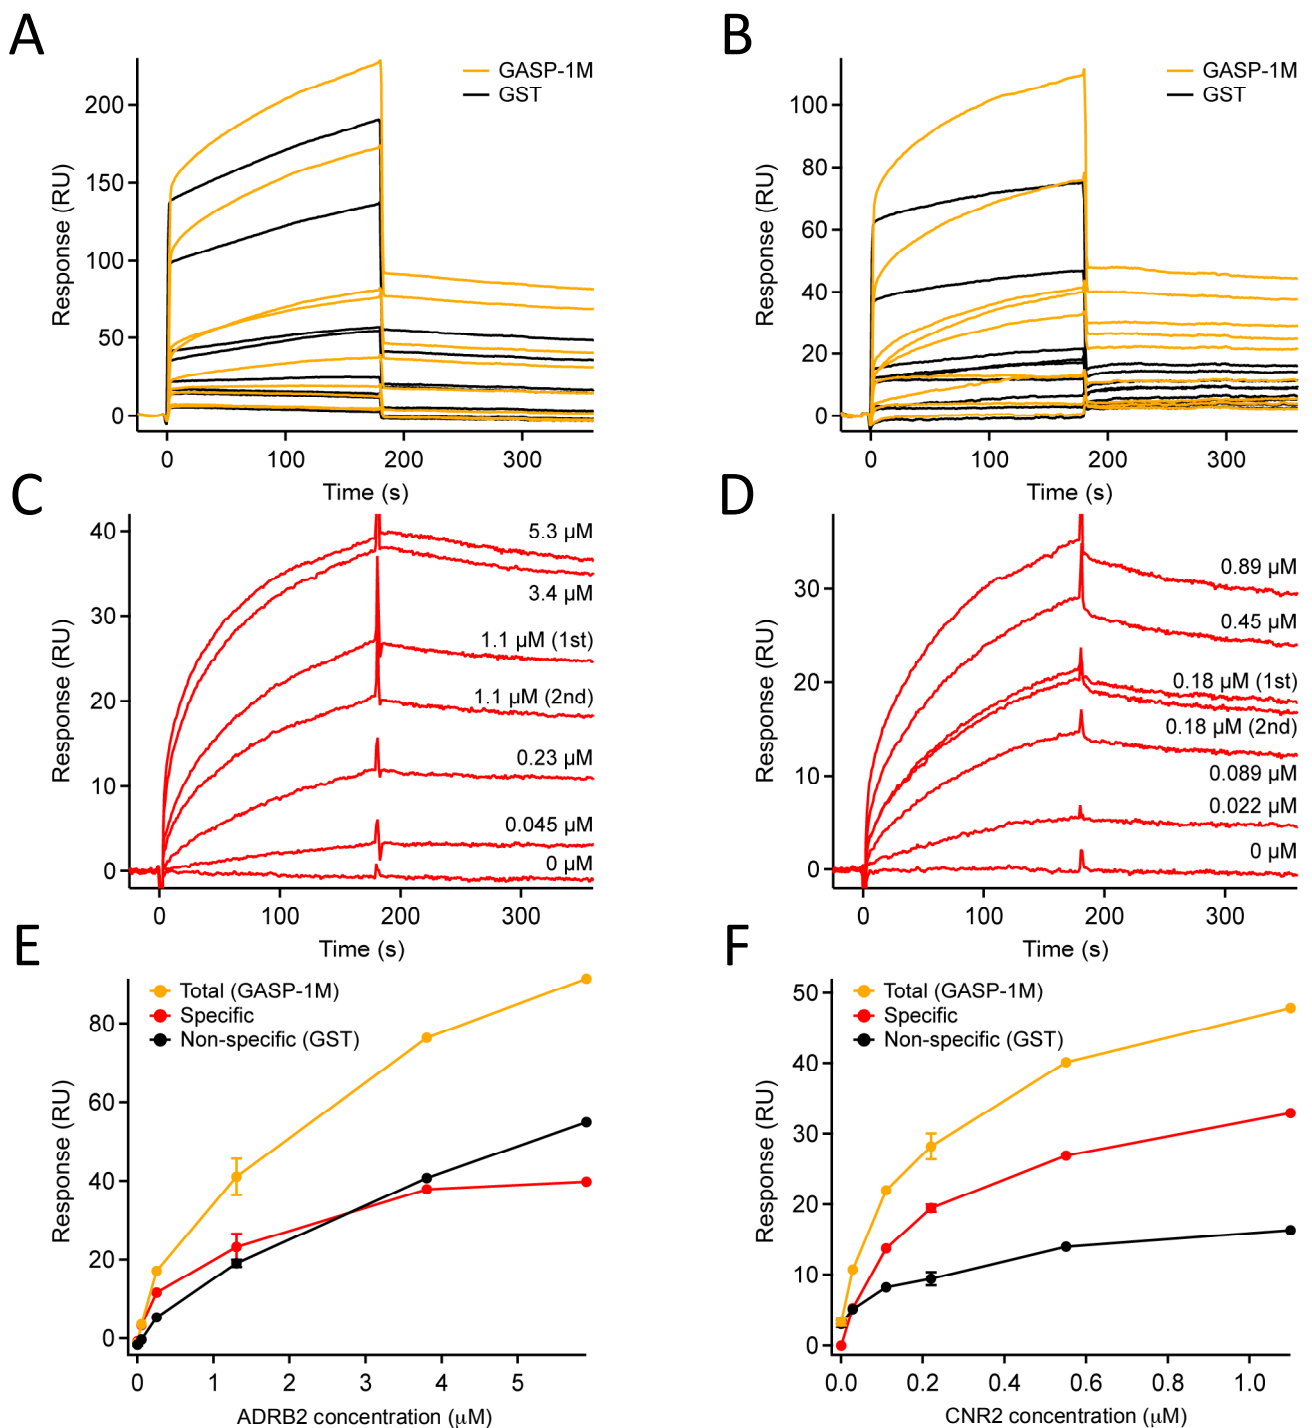 A
GASP-1M
GST
200
150
100
50
0
Response (RU)
0
100
200
300
Time (s)
B
GASP-1M
GST
100
80
60
40
20
0
Response (RU)
0
100
200
300
Time (s)
C
40
30
20
10
0
Response (RU)
5.3 µM
3.4 µM
1.1 µM (1st)
1.1 µM (2nd)
0.23 µM
0.045 µM
0 µM
0
100
200
300
Time (s)
D
30
20
10
0
Response (RU)
0.89 µM
0.45 µM
0.18 µM (1st)
0.18 µM (2nd)
0.089 µM
0.022 µM
0 µM
0
100
200
300
Time (s)
E
Total (GASP-1M)
Specific
Non-specific (GST)
80
60
40
20
0
Response (RU)
0
1
2
3
4
5
ADRB2 concentration (µM)
F
Total (GASP-1M)
Specific
Non-specific (GST)
50
40
30
20
10
0
Response (RU)
0.0
0.2
0.4
0.6
0.8
1.0
CNR2 concentration (µM)